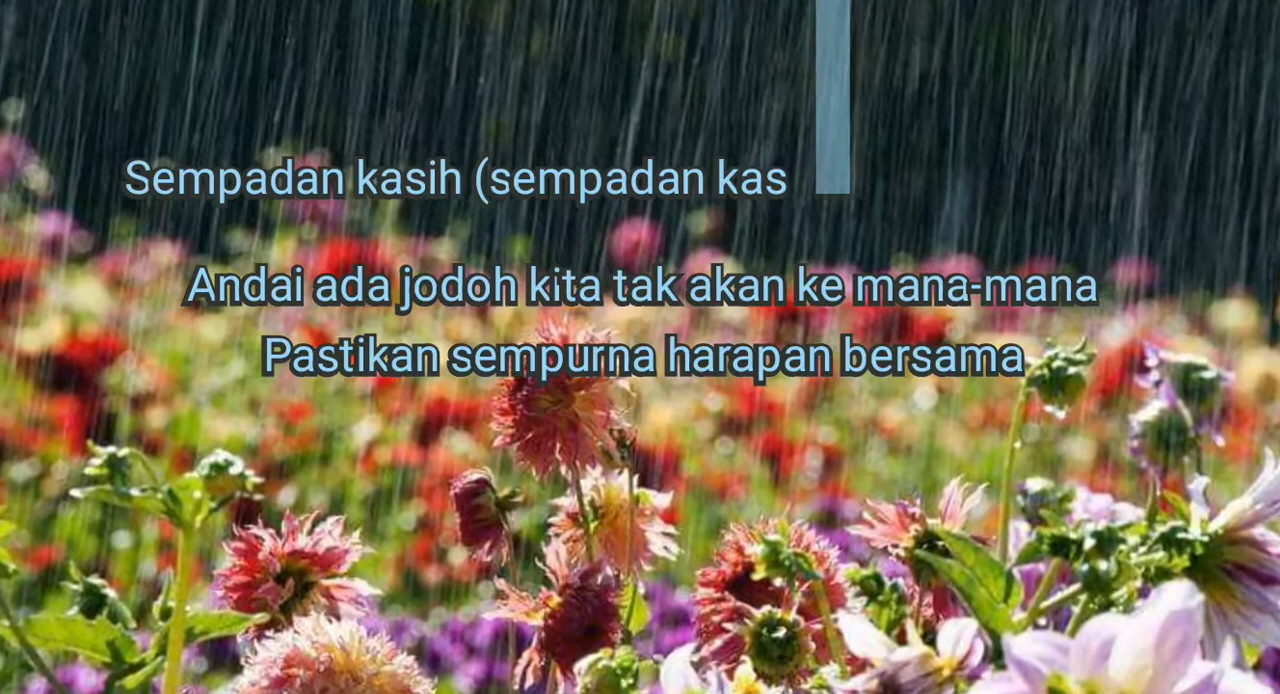 Sempadan kasih (sempadan kas
Andai ada jodoh kita tak akan ke mana-mana
Pastikan sempurna harapan bersama